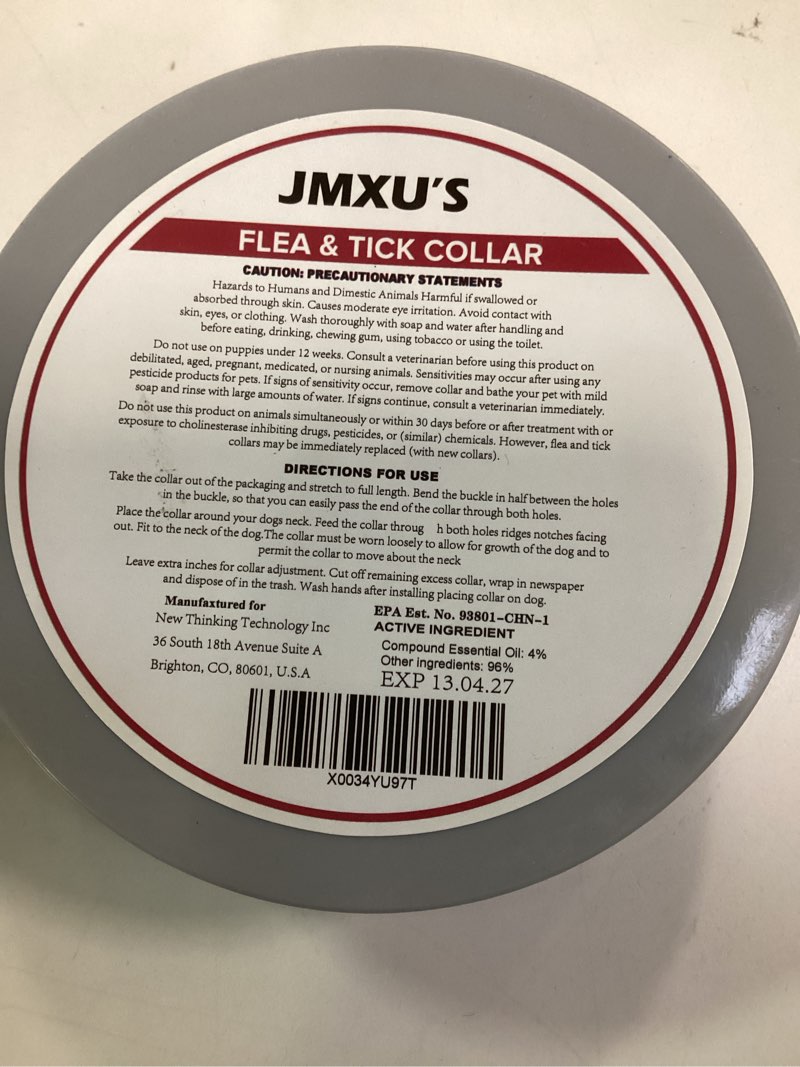 JMXU'S
FLEA & TICK COLLAR
CAUTION: PRECAUTIONARY STATEMENTS
Hazards to Humans and Dimestic Animals Harmful if swallowed or
absorbed through skin. Causes moderate eye irritation. Avoid contact with
skin, eyes, or clothing. Wash thoroughly with soap and water after handling and
before eating, drinking, chewing gum, using tobacco or using the toilet.
Do not use on puppies under 12 weeks. Consult a veterinarian before using this product on
debilitated, aged, pregnant, medicated, or nursing animals. Sensitivities may occur after using any
pesticide products for pets. If signs of sensitivity occur, remove collar and bathe your pet with mild
soap and rinse with large amounts of water. If signs continue, consult a veterinarian immediately.
Do not use this product on animals simultaneously or within 30 days before or after treatment with or
exposure to cholinesterase inhibiting drugs, pesticides, or (similar) chemicals. However, flea and tick
collars may be immediately replaced (with new collars).
DIRECTIONS FOR USE
Take the collar out of the packaging and stretch to full length. Bend the buckle in half between the holes
in the buckle, so that you can easily pass the end of the collar through both holes.
Place the collar around your dogs neck. Feed the collar throug h both holes ridges notches facing
out. Fit to the neck of the dog.The collar must be worn loosely to allow for growth of the dog and to
permit the collar to move about the neck
Leave extra inches for collar adjustment. Cut off remaining excess collar, wrap in newspaper
and dispose of in the trash. Wash hands after installing placing collar on dog.
Manufaxtured for
New Thinking Technology Inc
36 South 18th Avenue Suite A
Brighton, CO, 80601, U.S.A
EPA Est. No. 93801-CHN-1
ACTIVE INGREDIENT
Compound Essential Oil: 4%
Other ingredients: 96%
EXP 13.04.27
X0034YU97T